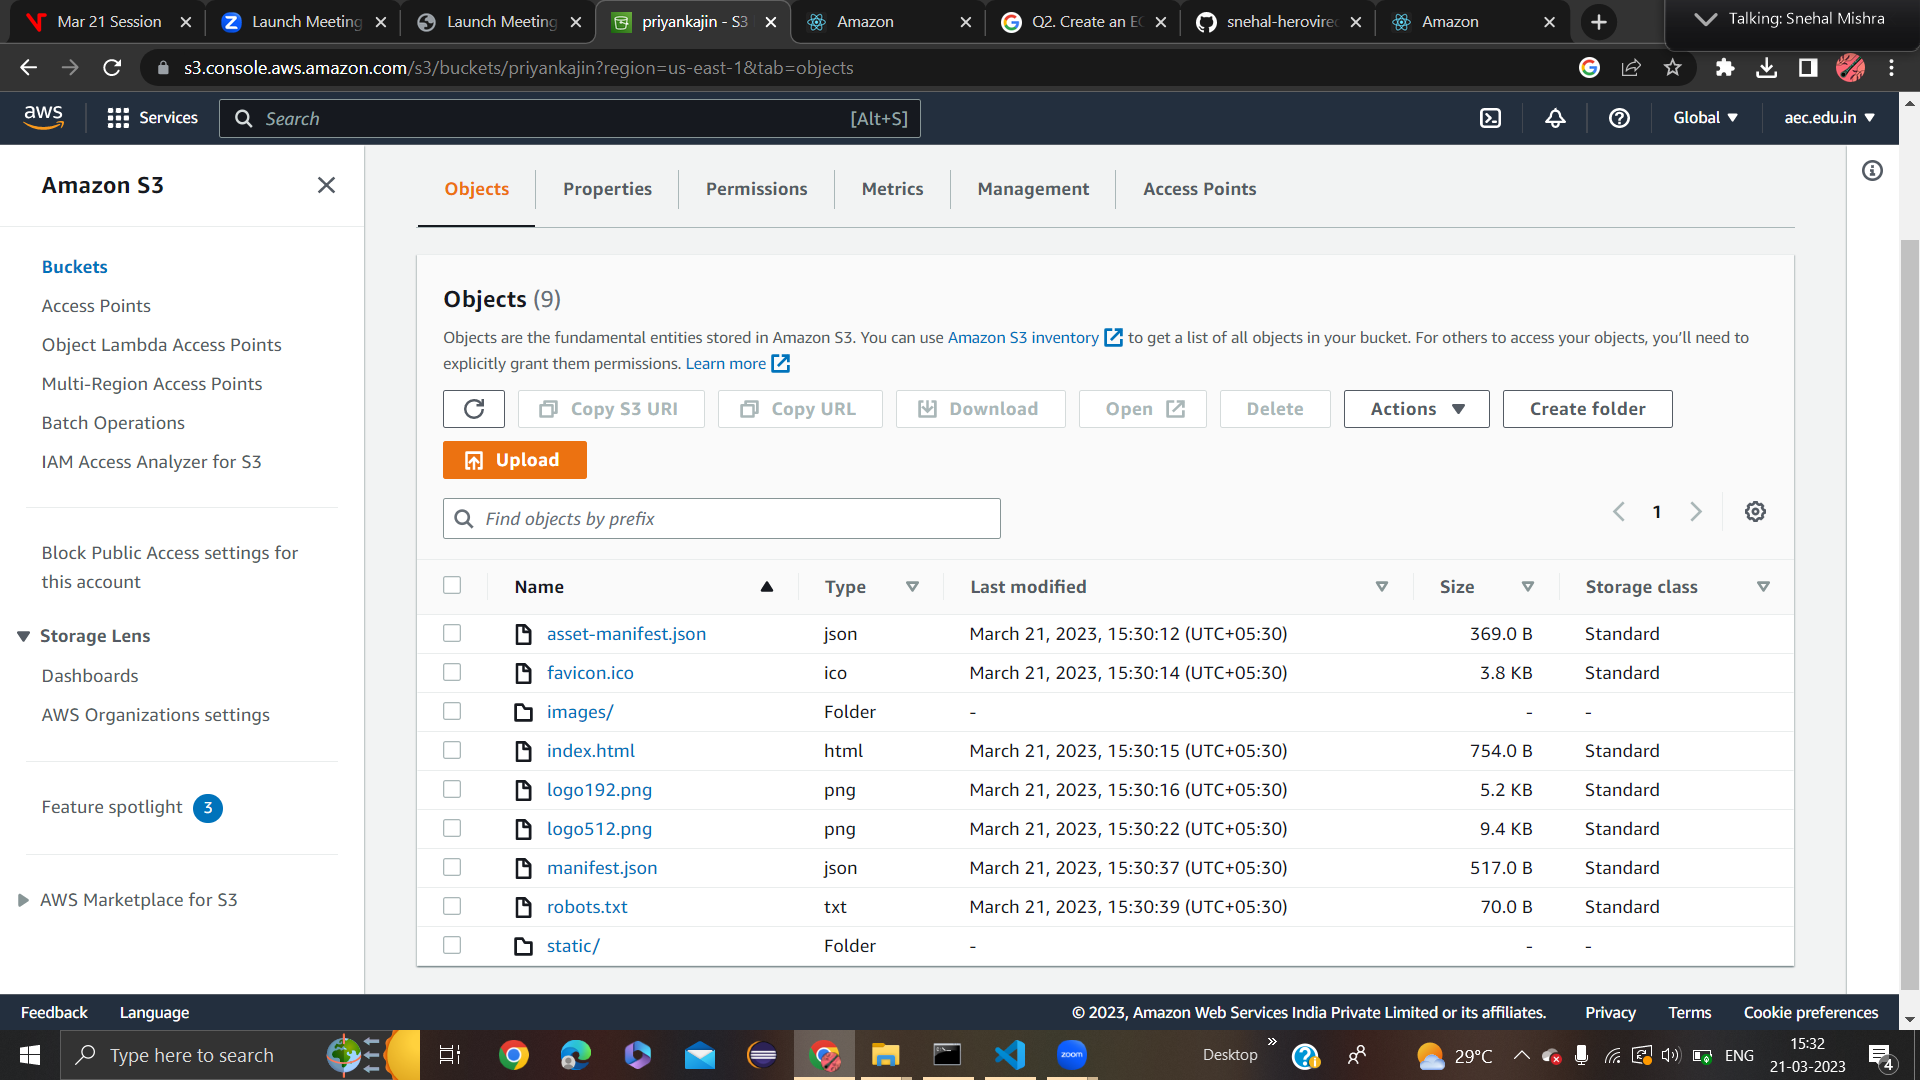 Mar 21 Session
Launch Meeting
Launch Meeting
priyankajin - S3
Amazon
Q2. Create an EC
snehal-herovired
Amazon
Talking: Snehal Mishra
s3.console.aws.amazon.com/s3/buckets/priyankajin?region=us-east-1&tab=objects
aws
Services
Search
[Alt+S]
Global
aec.edu.in
Amazon S3
Buckets
Access Points
Object Lambda Access Points
Multi-Region Access Points
Batch Operations
IAM Access Analyzer for S3
Block Public Access settings for
this account
Storage Lens
Dashboards
AWS Organizations settings
Feature spotlight 3
AWS Marketplace for S3
Objects Properties Permissions Metrics Management Access Points
Objects (9)
Objects are the fundamental entities stored in Amazon S3. You can use Amazon S3 inventory to get a list of all objects in your bucket. For others to access your objects, you’ll need to
explicitly grant them permissions. Learn more
Copy S3 URI Copy URL Download Open Delete Actions Create folder
Upload
Find objects by prefix
1
Name Type Last modified Size Storage class
asset-manifest.json json March 21, 2023, 15:30:12 (UTC+05:30) 369.0 B Standard
favicon.ico ico March 21, 2023, 15:30:14 (UTC+05:30) 3.8 KB Standard
images/ Folder - - -
index.html html March 21, 2023, 15:30:15 (UTC+05:30) 754.0 B Standard
logo192.png png March 21, 2023, 15:30:16 (UTC+05:30) 5.2 KB Standard
logo512.png png March 21, 2023, 15:30:22 (UTC+05:30) 9.4 KB Standard
manifest.json json March 21, 2023, 15:30:37 (UTC+05:30) 517.0 B Standard
robots.txt txt March 21, 2023, 15:30:39 (UTC+05:30) 70.0 B Standard
static/ Folder - - -
Feedback Language
© 2023, Amazon Web Services India Private Limited or its affiliates. Privacy Terms Cookie preferences
Type here to search
zoom
Desktop
29°C
ENG
15:32
21-03-2023
4